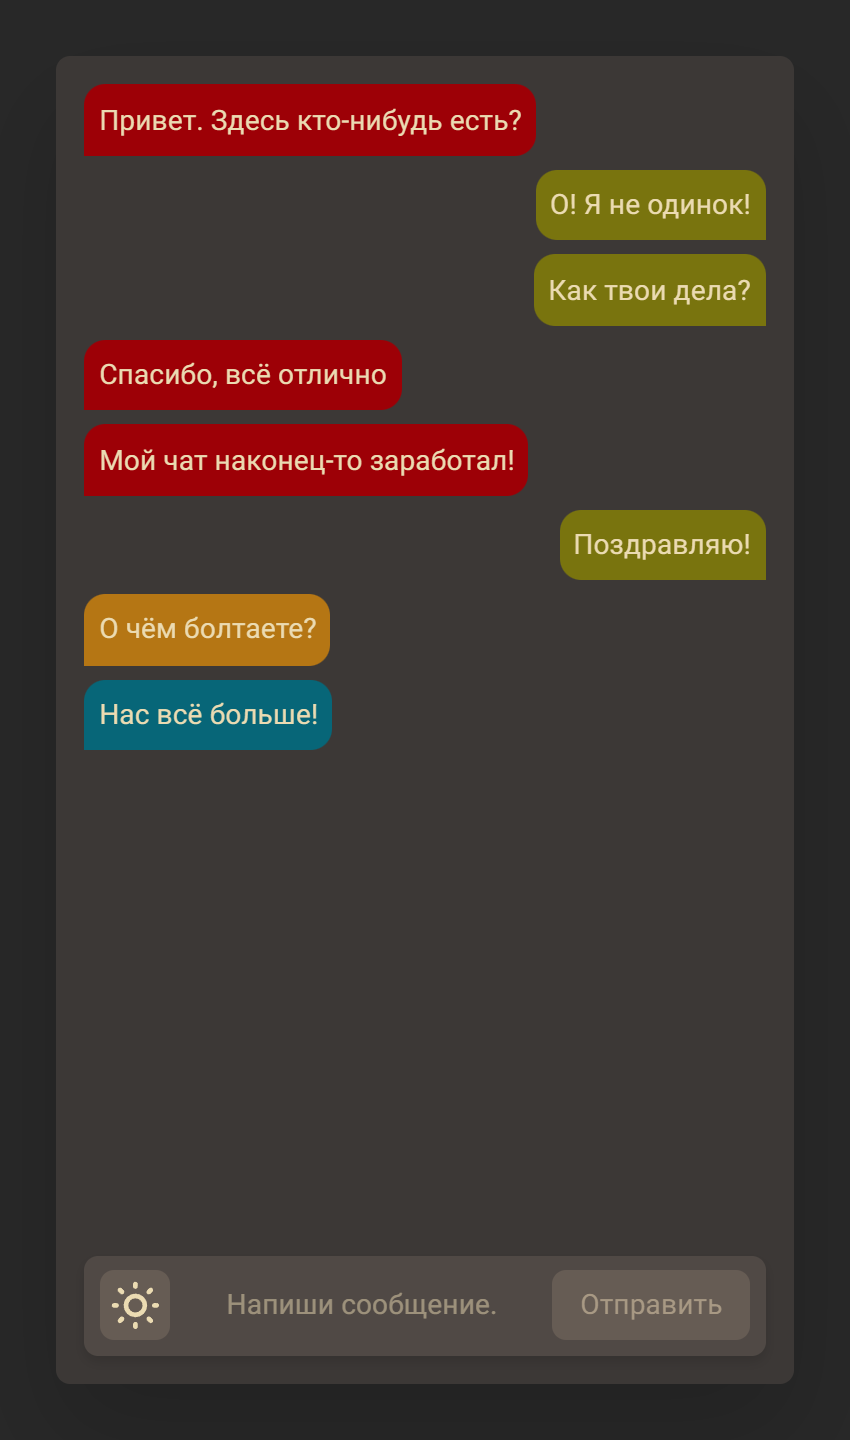 Привет. Здесь кто-нибудь есть?
О! Я не одинок!
Как твои дела?
Спасибо, всё отлично
Мой чат наконец-то заработал!
Поздравляю!
О чём болтаете?
Нас всё больше!
Напиши сообщение.
Отправить